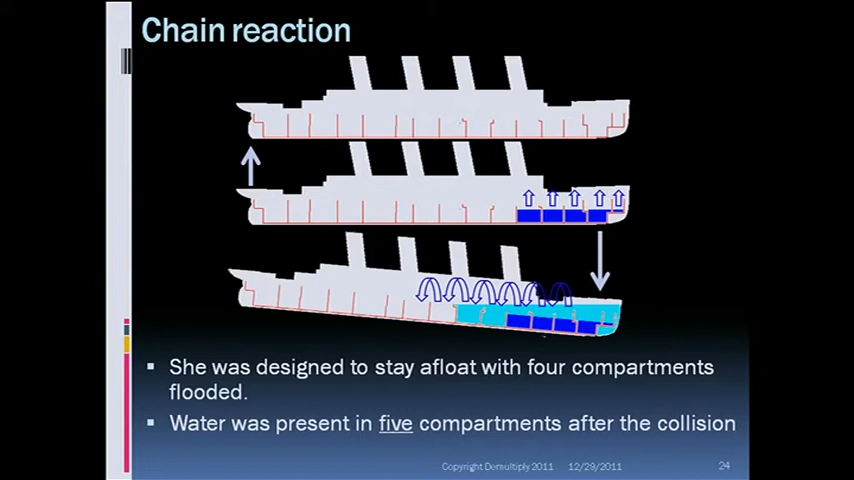 Chain reaction
She was designed to stay afloat with four compartments
flooded.
Water was present in five compartments after the collision
Copyright Demultiply 2011 12/29/2011 24